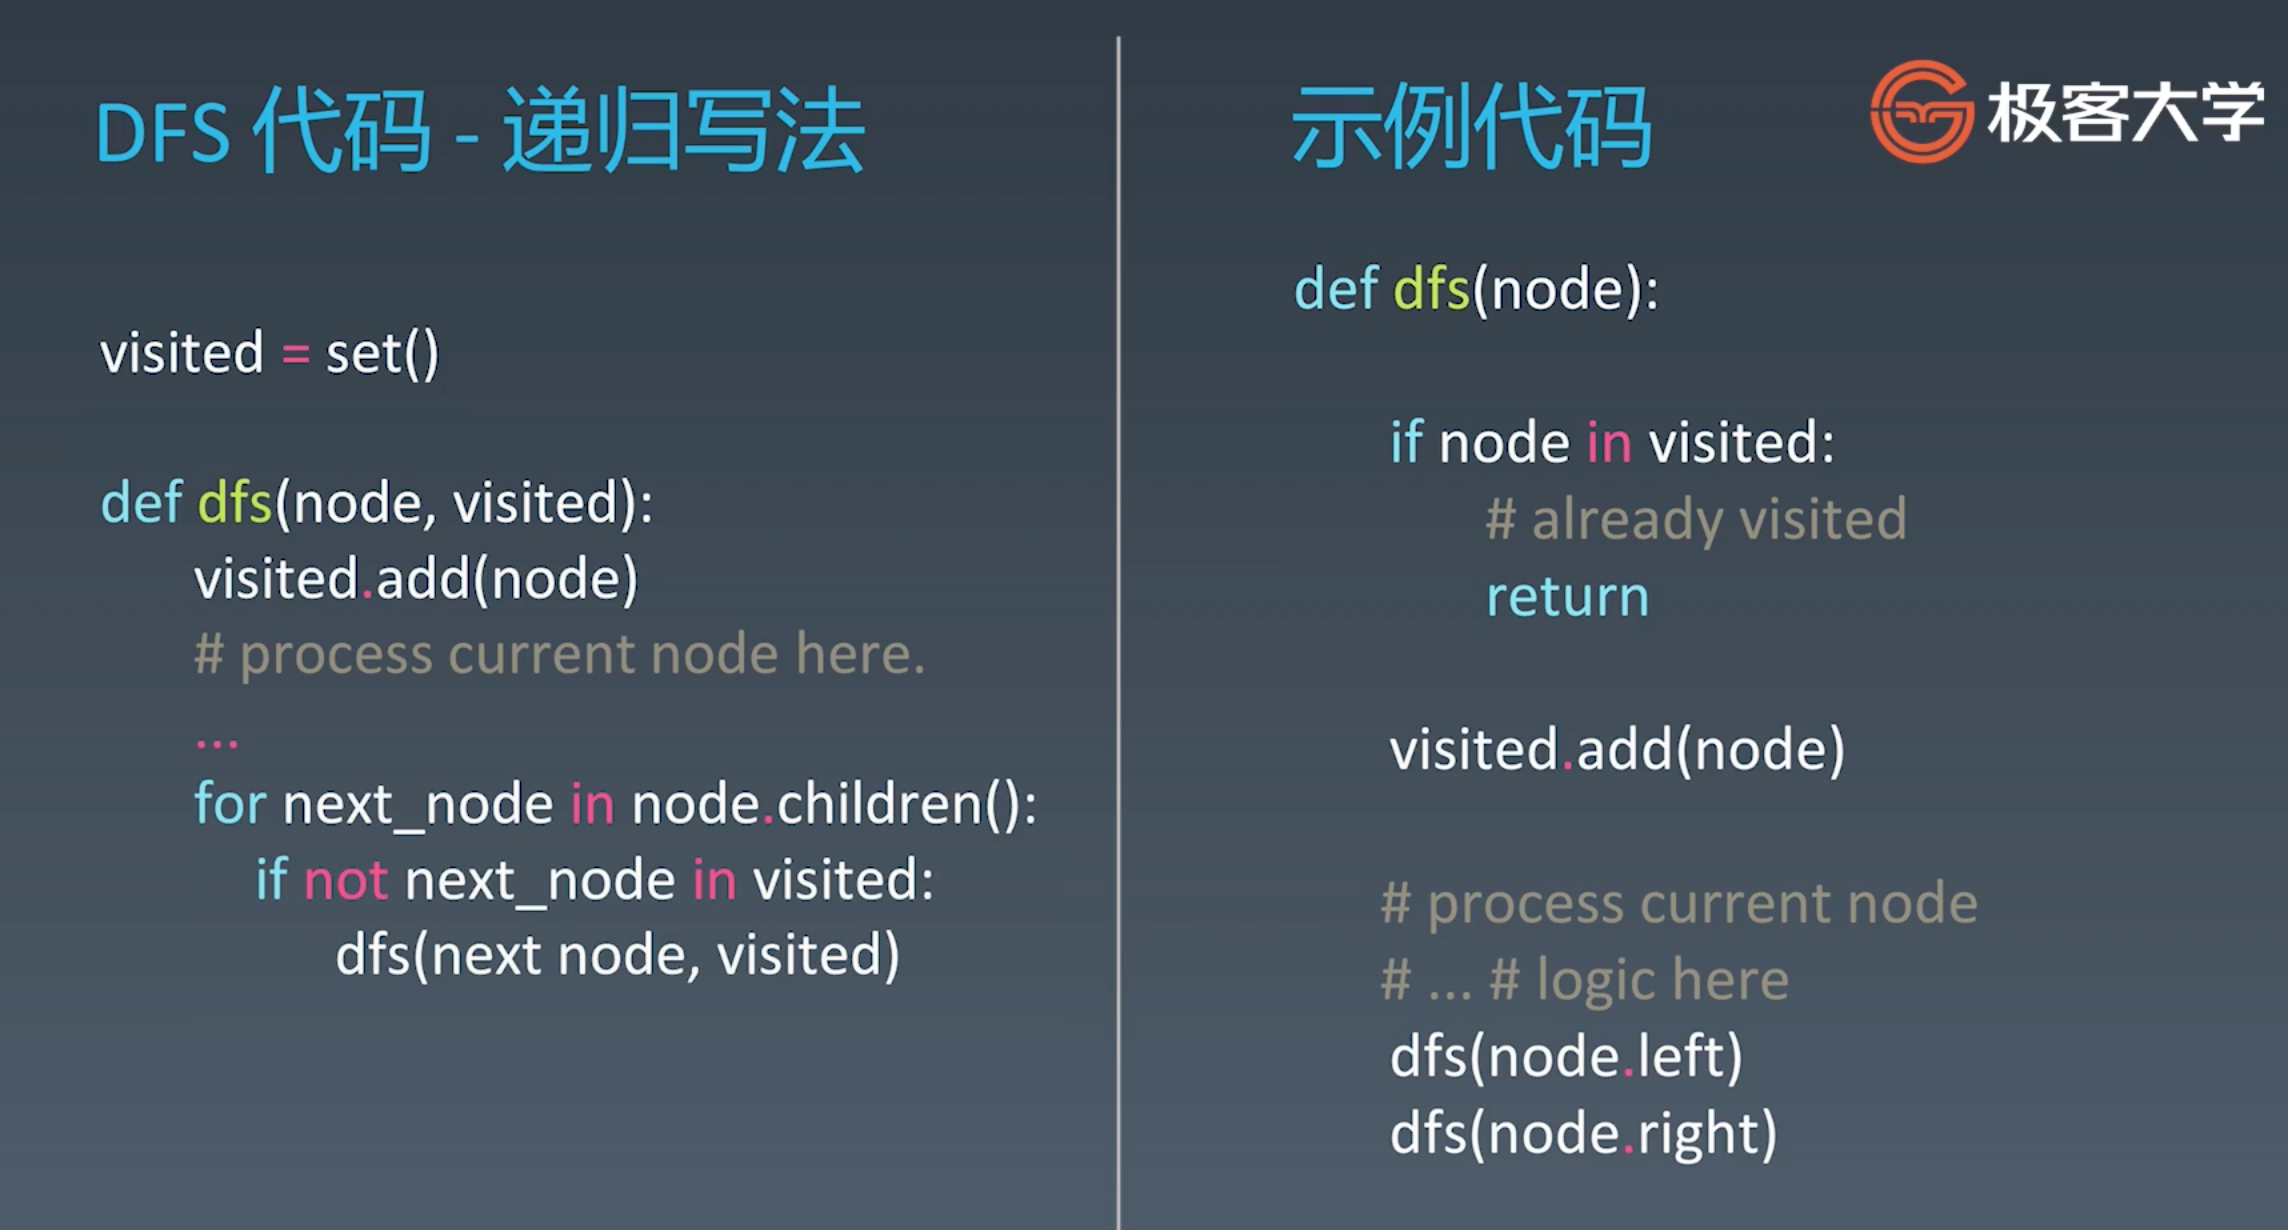 DFS 代码 - 递归写法
visited = set()
def dfs(node, visited):
visited.add(node)
# process current node here.
...
for next_node in node.children():
if not next_node in visited:
dfs(next node, visited)
示例代码
极客大学
def dfs(node):
if node in visited:
# already visited
return
visited.add(node)
# process current node
# ... # logic here
dfs(node.left)
dfs(node.right)